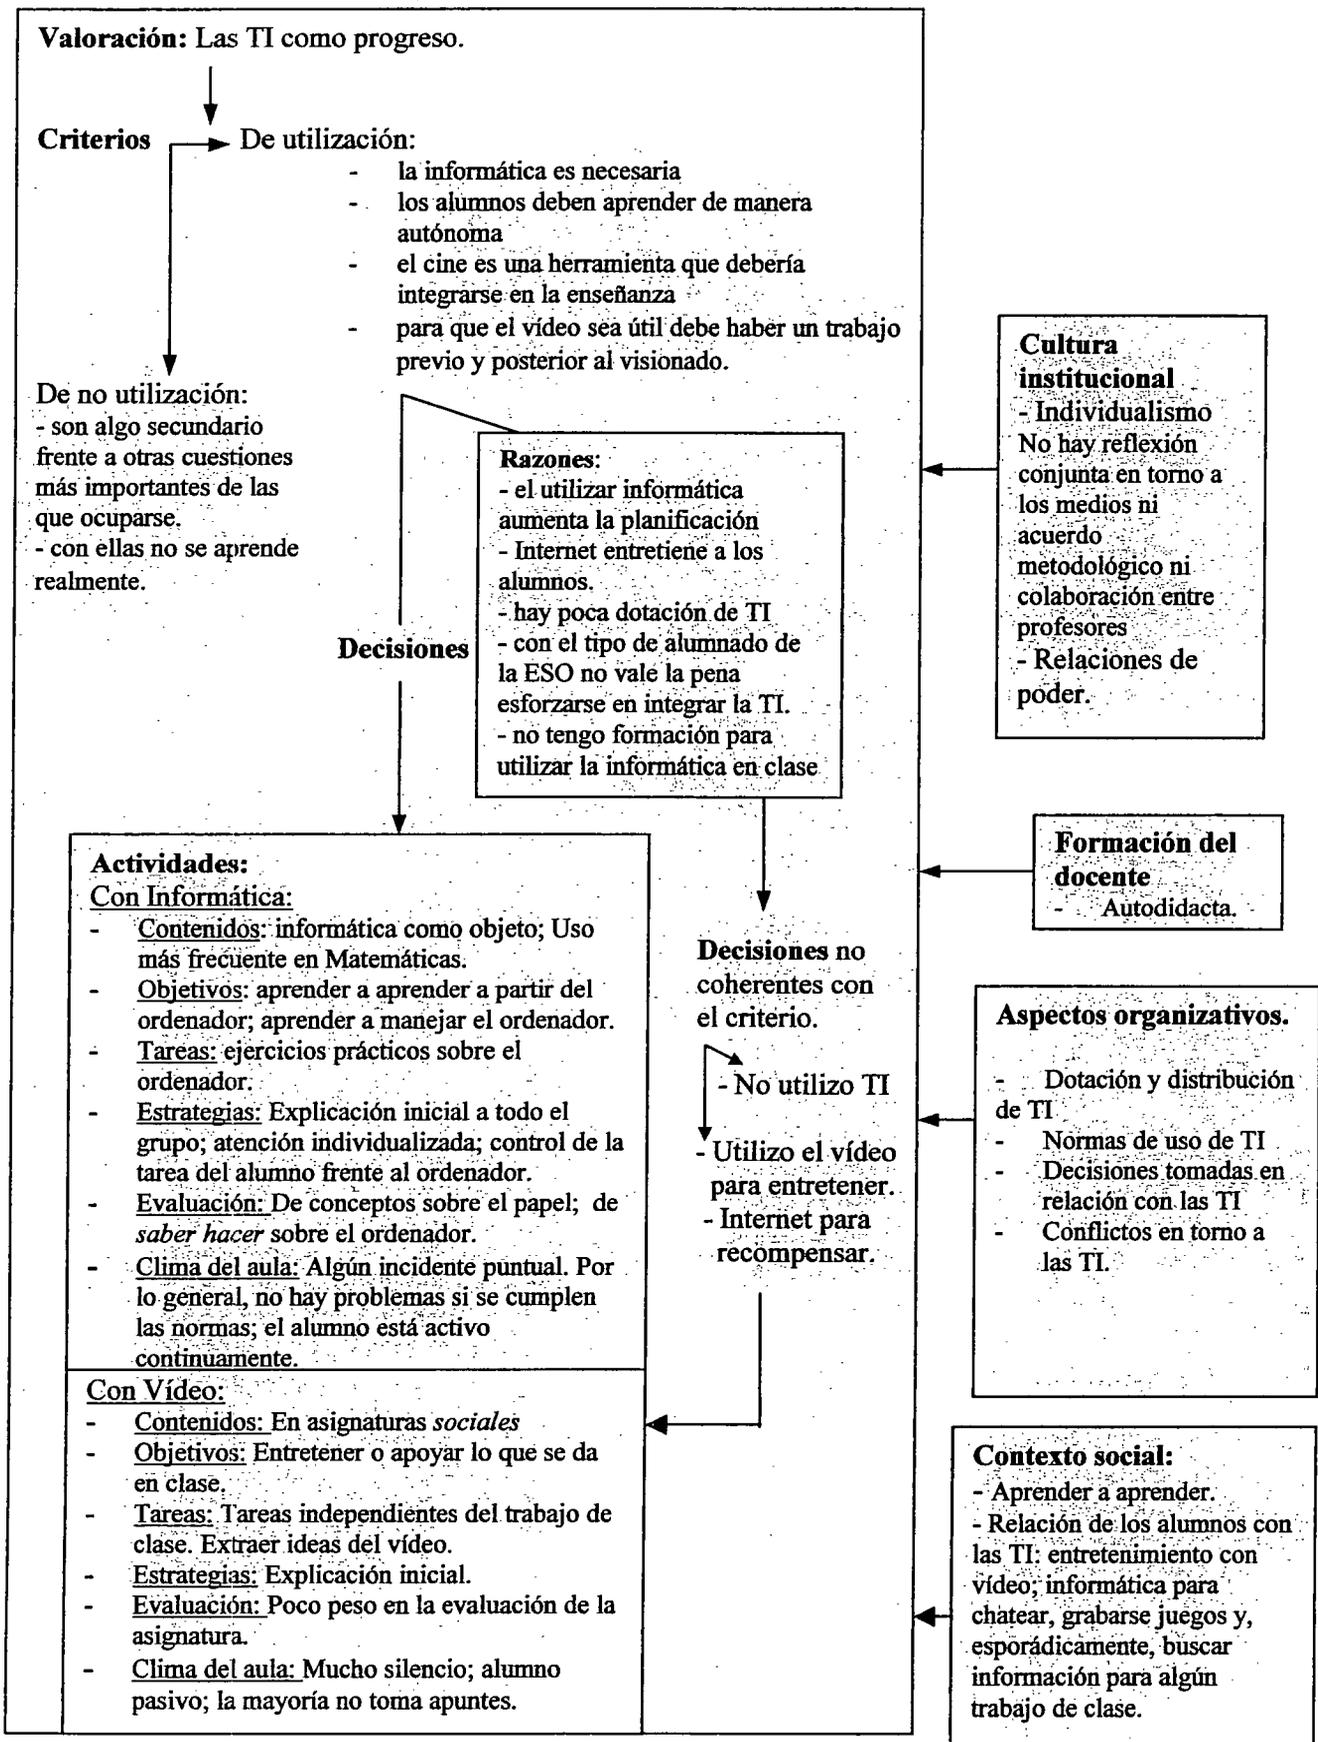 Valoración: Las TI como progreso.
Criterios
De utilización:
- la informática es necesaria
- los alumnos deben aprender de manera
autónoma
- el cine es una herramienta que debería
integrarse en la enseñanza
- para que el vídeo sea útil debe haber un trabajo
previo y posterior al visionado.
De no utilización:
- son algo secundario
frente a otras cuestiones
más importantes de las
que ocuparse.
- con ellas no se aprende
realmente.
Razones:
- el utilizar informática
aumenta la planificación
- Internet entretiene a los
alumnos.
- hay poca dotación de TI
- con el tipo de alumnado de
la ESO no vale la pena
esforzarse en integrar la TI.
- no tengo formación para
utilizar la informática en clase
Decisiones
Actividades:
Con Informática:
- Contenidos: informática como objeto; Uso
más frecuente en Matemáticas.
- Objetivos: aprender a aprender a partir del
ordenador; aprender a manejar el ordenador.
- Tareas: ejercicios prácticos sobre el
ordenador.
- Estrategias: Explicación inicial a todo el
grupo; atención individualizada; control de la
tarea del alumno frente al ordenador.
- Evaluación: De conceptos sobre el papel; de
saber hacer sobre el ordenador.
- Clima del aula: Algún incidente puntual. Por
lo general, no hay problemas si se cumplen
las normas; el alumno está activo
continuamente.
Con Vídeo:
- Contenidos: En asignaturas sociales
- Objetivos: Entretener o apoyar lo que se da
en clase.
- Tareas: Tareas independientes del trabajo de
clase. Extraer ideas del vídeo.
- Estrategias: Explicación inicial.
- Evaluación: Poco peso en la evaluación de la
asignatura.
- Clima del aula: Mucho silencio; alumno
pasivo; la mayoría no toma apuntes.
Decisiones no
coherentes con
el criterio.
- No utilizo TI
- Utilizo el vídeo
para entretener.
- Internet para
recompensar.
Cultura
institucional
- Individualismo
No hay reflexión
conjunta en torno a
los medios ni
acuerdo
metodológico ni
colaboración entre
profesores
- Relaciones de
poder.
Formación del
docente
- Autodidacta.
Aspectos organizativos.
- Dotación y distribución
de TI
- Normas de uso de TI
- Decisiones tomadas en
relación con las TI
- Conflictos en torno a
las TI.
Contexto social:
- Aprender a aprender.
- Relación de los alumnos con
las TI: entretenimiento con
vídeo; informática para
chatear, grabarse juegos y,
esporádicamente, buscar
información para algún
trabajo de clase.